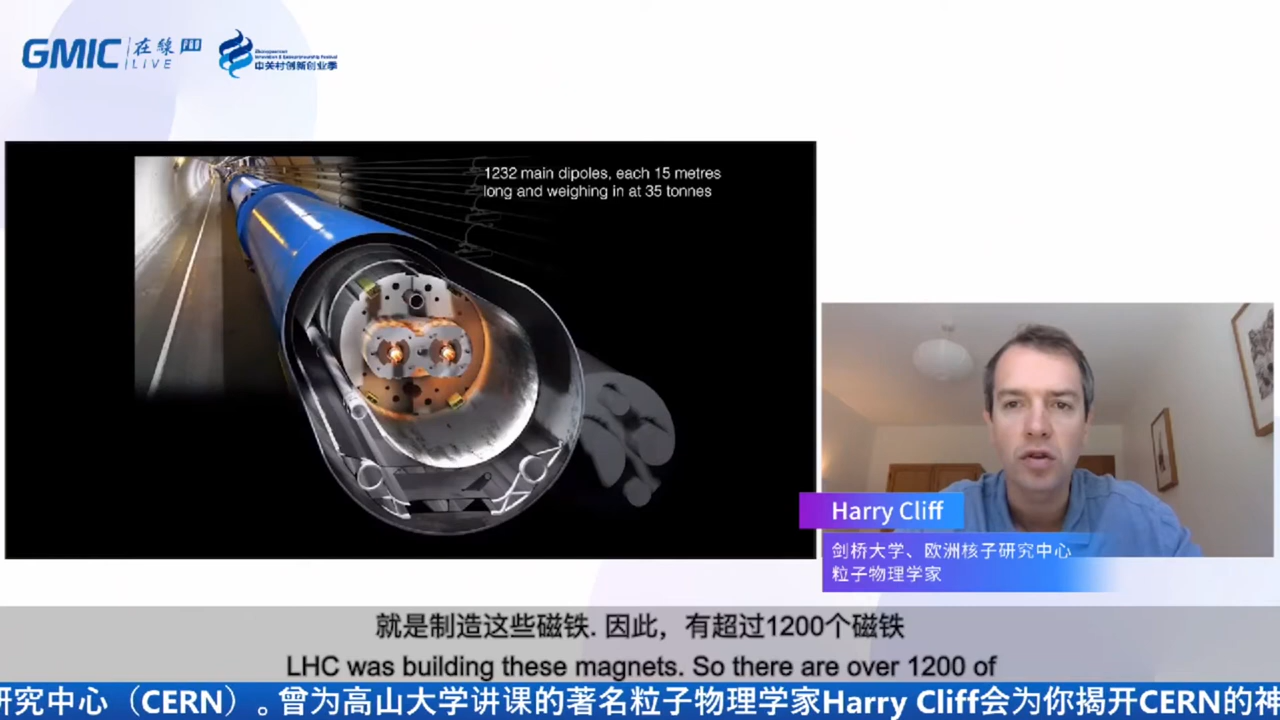 GMIC 在線 PRO
LIVE
Zhongguancun
Innovation & Entrepreneurship Festival
中关村创新创业季
1232 main dipoles, each 15 metres
long and weighing in at 35 tonnes
Harry Cliff
剑桥大学、欧洲核子研究中心
粒子物理学家
就是制造这些磁铁. 因此，有超过1200个磁铁
LHC was building these magnets. So there are over 1200 of
研究中心（CERN）。曾为高山大学讲课的著名粒子物理学家Harry Cliff会为你揭开CERN的神